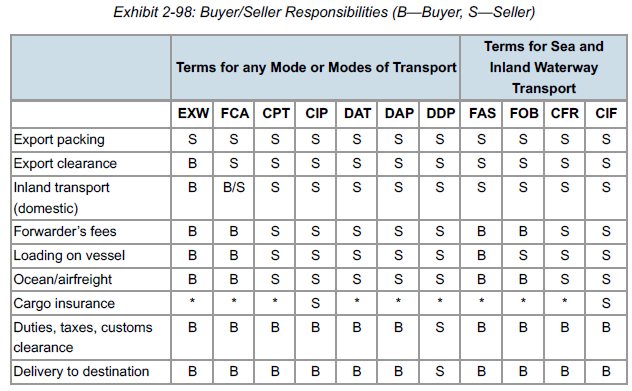 Exhibit 2-98: Buyer/Seller Responsibilities (B—Buyer, S—Seller)
Terms for any Mode or Modes of Transport
Terms for Sea and
Inland Waterway
Transport
EXW FCA CPT CIP DAT DAP DDP FAS FOB CFR CIF
Export packing S S S S S S S S S S S
Export clearance B S S S S S S S S S S
Inland transport B B/S S S S S S S S S S
(domestic)
Forwarder's fees B B S S S S S B B S S
Loading on vessel B B S S S S S B B S S
Ocean/airfreight B B S S S S S B B S S
Cargo insurance * * * S * * * * * * S
Duties, taxes, customs B B B B B B S B B B B
clearance
Delivery to destination B B B B B B S B B B B